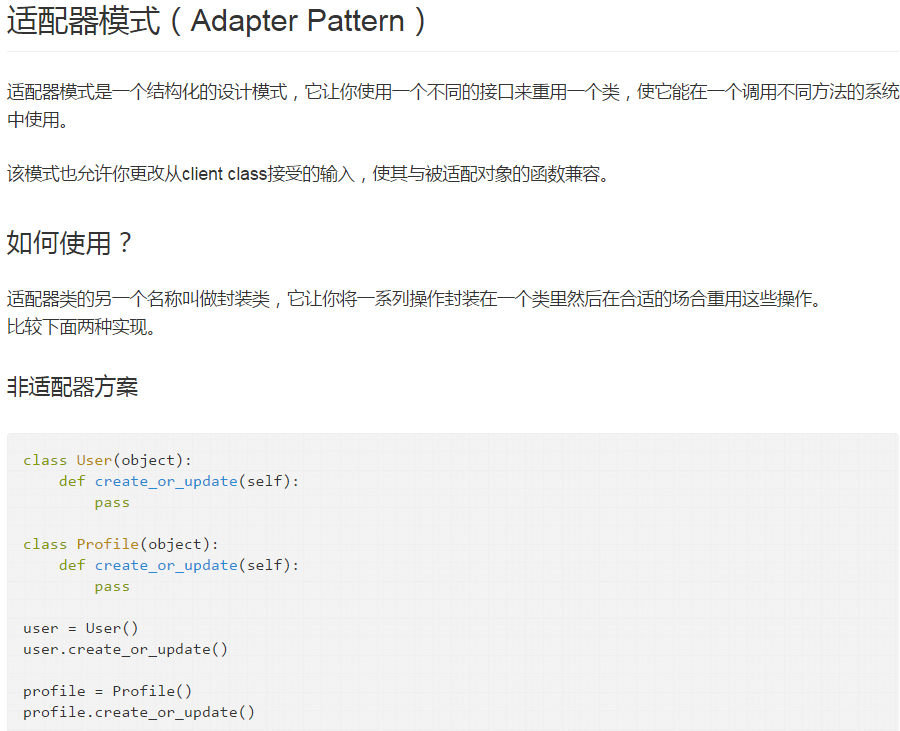 适配器模式（Adapter Pattern）
适配器模式是一个结构化的设计模式，它让你使用一个不同的接口来重用一个类，使它能在一个调用不同方法的系统
中使用。
该模式也允许你更改从client class接受的输入，使其与被适配对象的函数兼容。
如何使用？
适配器类的另一个名称叫做封装类，它让你将一系列操作封装在一个类里然后在合适的场合重用这些操作。
比较下面两种实现。
非适配器方案
class User(object):
    def create_or_update(self):
        pass
class Profile(object):
    def create_or_update(self):
        pass
user = User()
user.create_or_update()
profile = Profile()
profile.create_or_update()